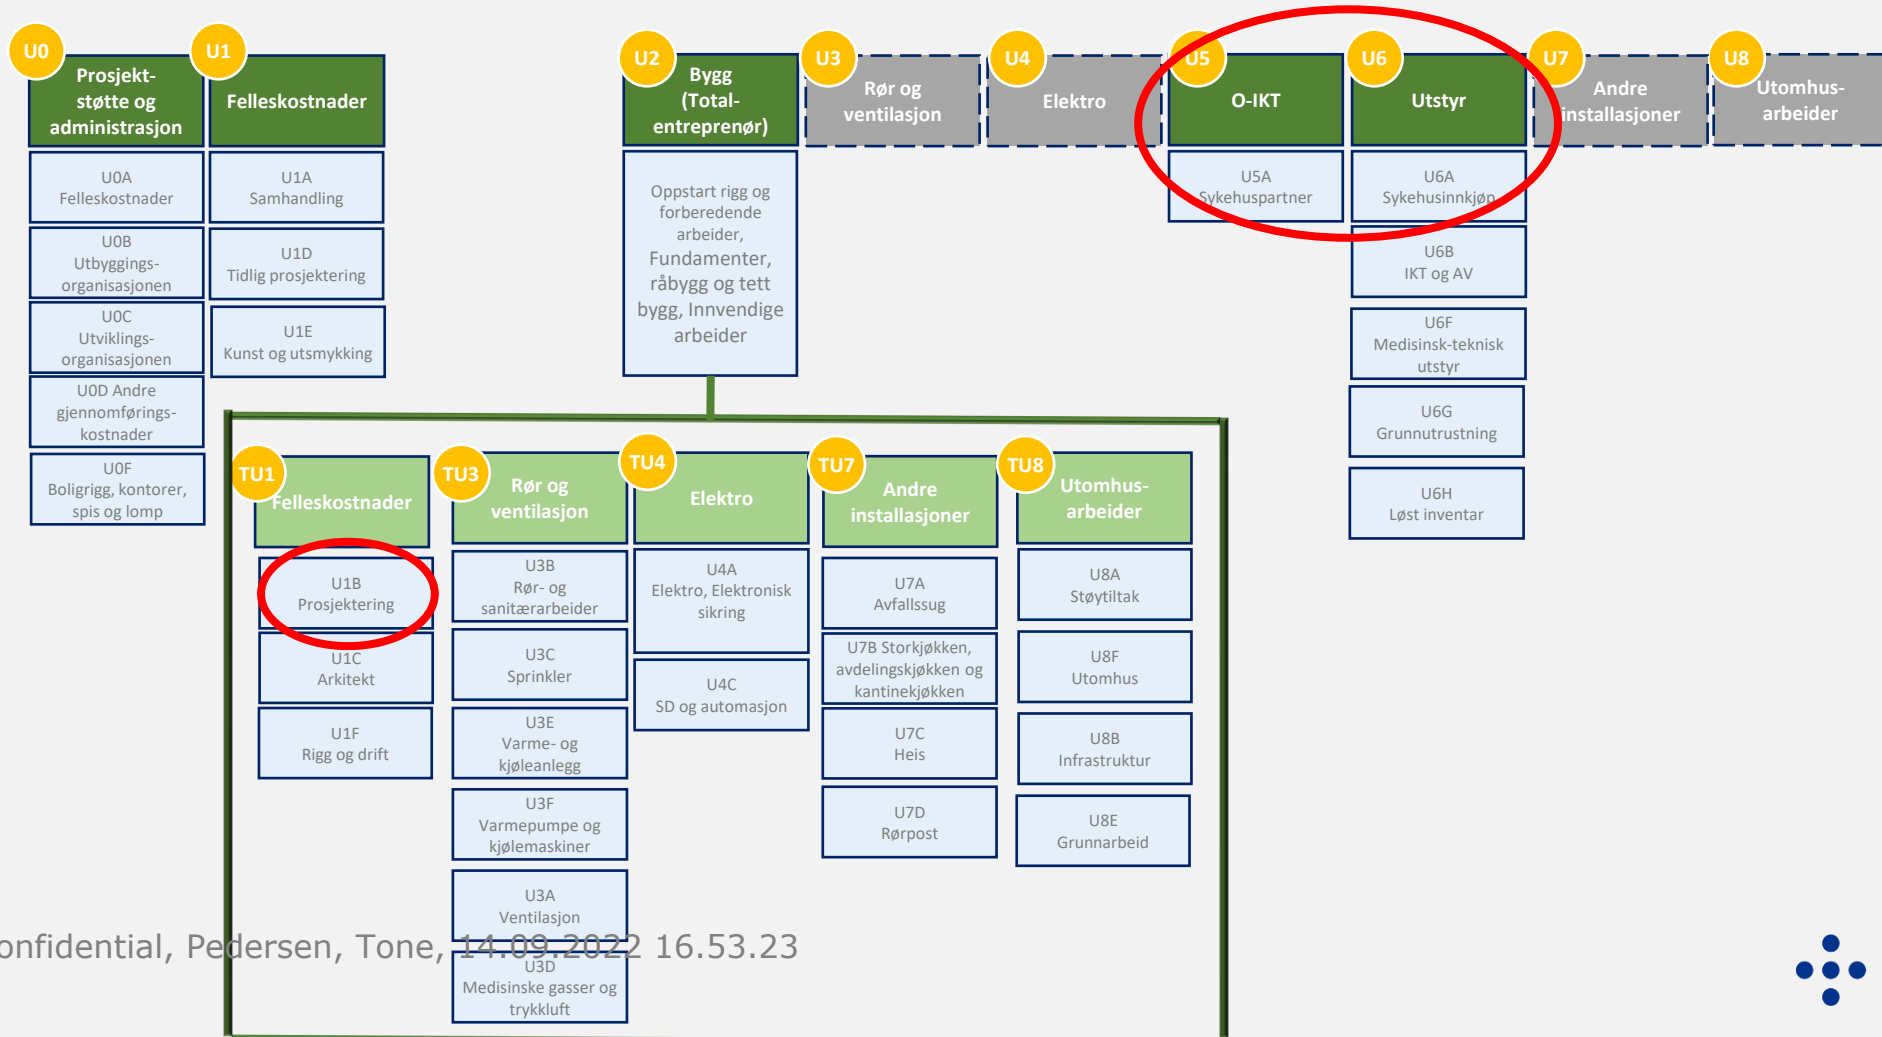 U0
Prosjekt-
støtte og
administrasjon
U0A
Felleskostnader
U0B
Utbyggings-
organisasjonen
U0C
Utviklings-
organisasjonen
U0D Andre
gjennomførings-
kostnader
U0F
Boligrigg, kontorer,
spis og lomp
U1
Felleskostnader
U1A
Samhandling
U1D
Tidlig prosjektering
U1E
Kunst og utsmykking
U2
Bygg
(Total-
entreprenør)
Oppstart rigg og
forberedende
arbeider,
Fundamenter,
råbygg og tett
bygg, Innvendige
arbeider
U3
Rør og
ventilasjon
U4
Elektro
U5
O-IKT
U5A
Sykehuspartner
U6
Utstyr
U6A
Sykehusinnkjøp
U6B
IKT og AV
U6F
Medisinsk-teknisk
utstyr
U6G
Grunnutrustning
U6H
Løst inventar
U7
Andre
installasjoner
U8
Utomhus-
arbeider
TU1
Felleskostnader
U1B
Prosjektering
U1C
Arkitekt
U1F
Rigg og drift
TU3
Rør og
ventilasjon
U3B
Rør- og
sanitærarbeider
U3C
Sprinkler
U3E
Varme- og
kjøleanlegg
U3F
Varmepumpe og
kjølemaskiner
U3A
Ventilasjon
U3D
Medisinske gasser og
trykkluft
TU4
Elektro
U4A
Elektro, Elektronisk
sikring
U4C
SD og automasjon
TU7
Andre
installasjoner
U7A
Avfallssug
U7B Storkjøkken,
avdelingskjøkken og
kantinekjøkken
U7C
Heis
U7D
Rørpost
TU8
Utomhus-
arbeider
U8A
Støytiltak
U8F
Utomhus
U8B
Infrastruktur
U8E
Grunnarbeid
onfidential, Pedersen, Tone, 14.09.2022 16.53.23